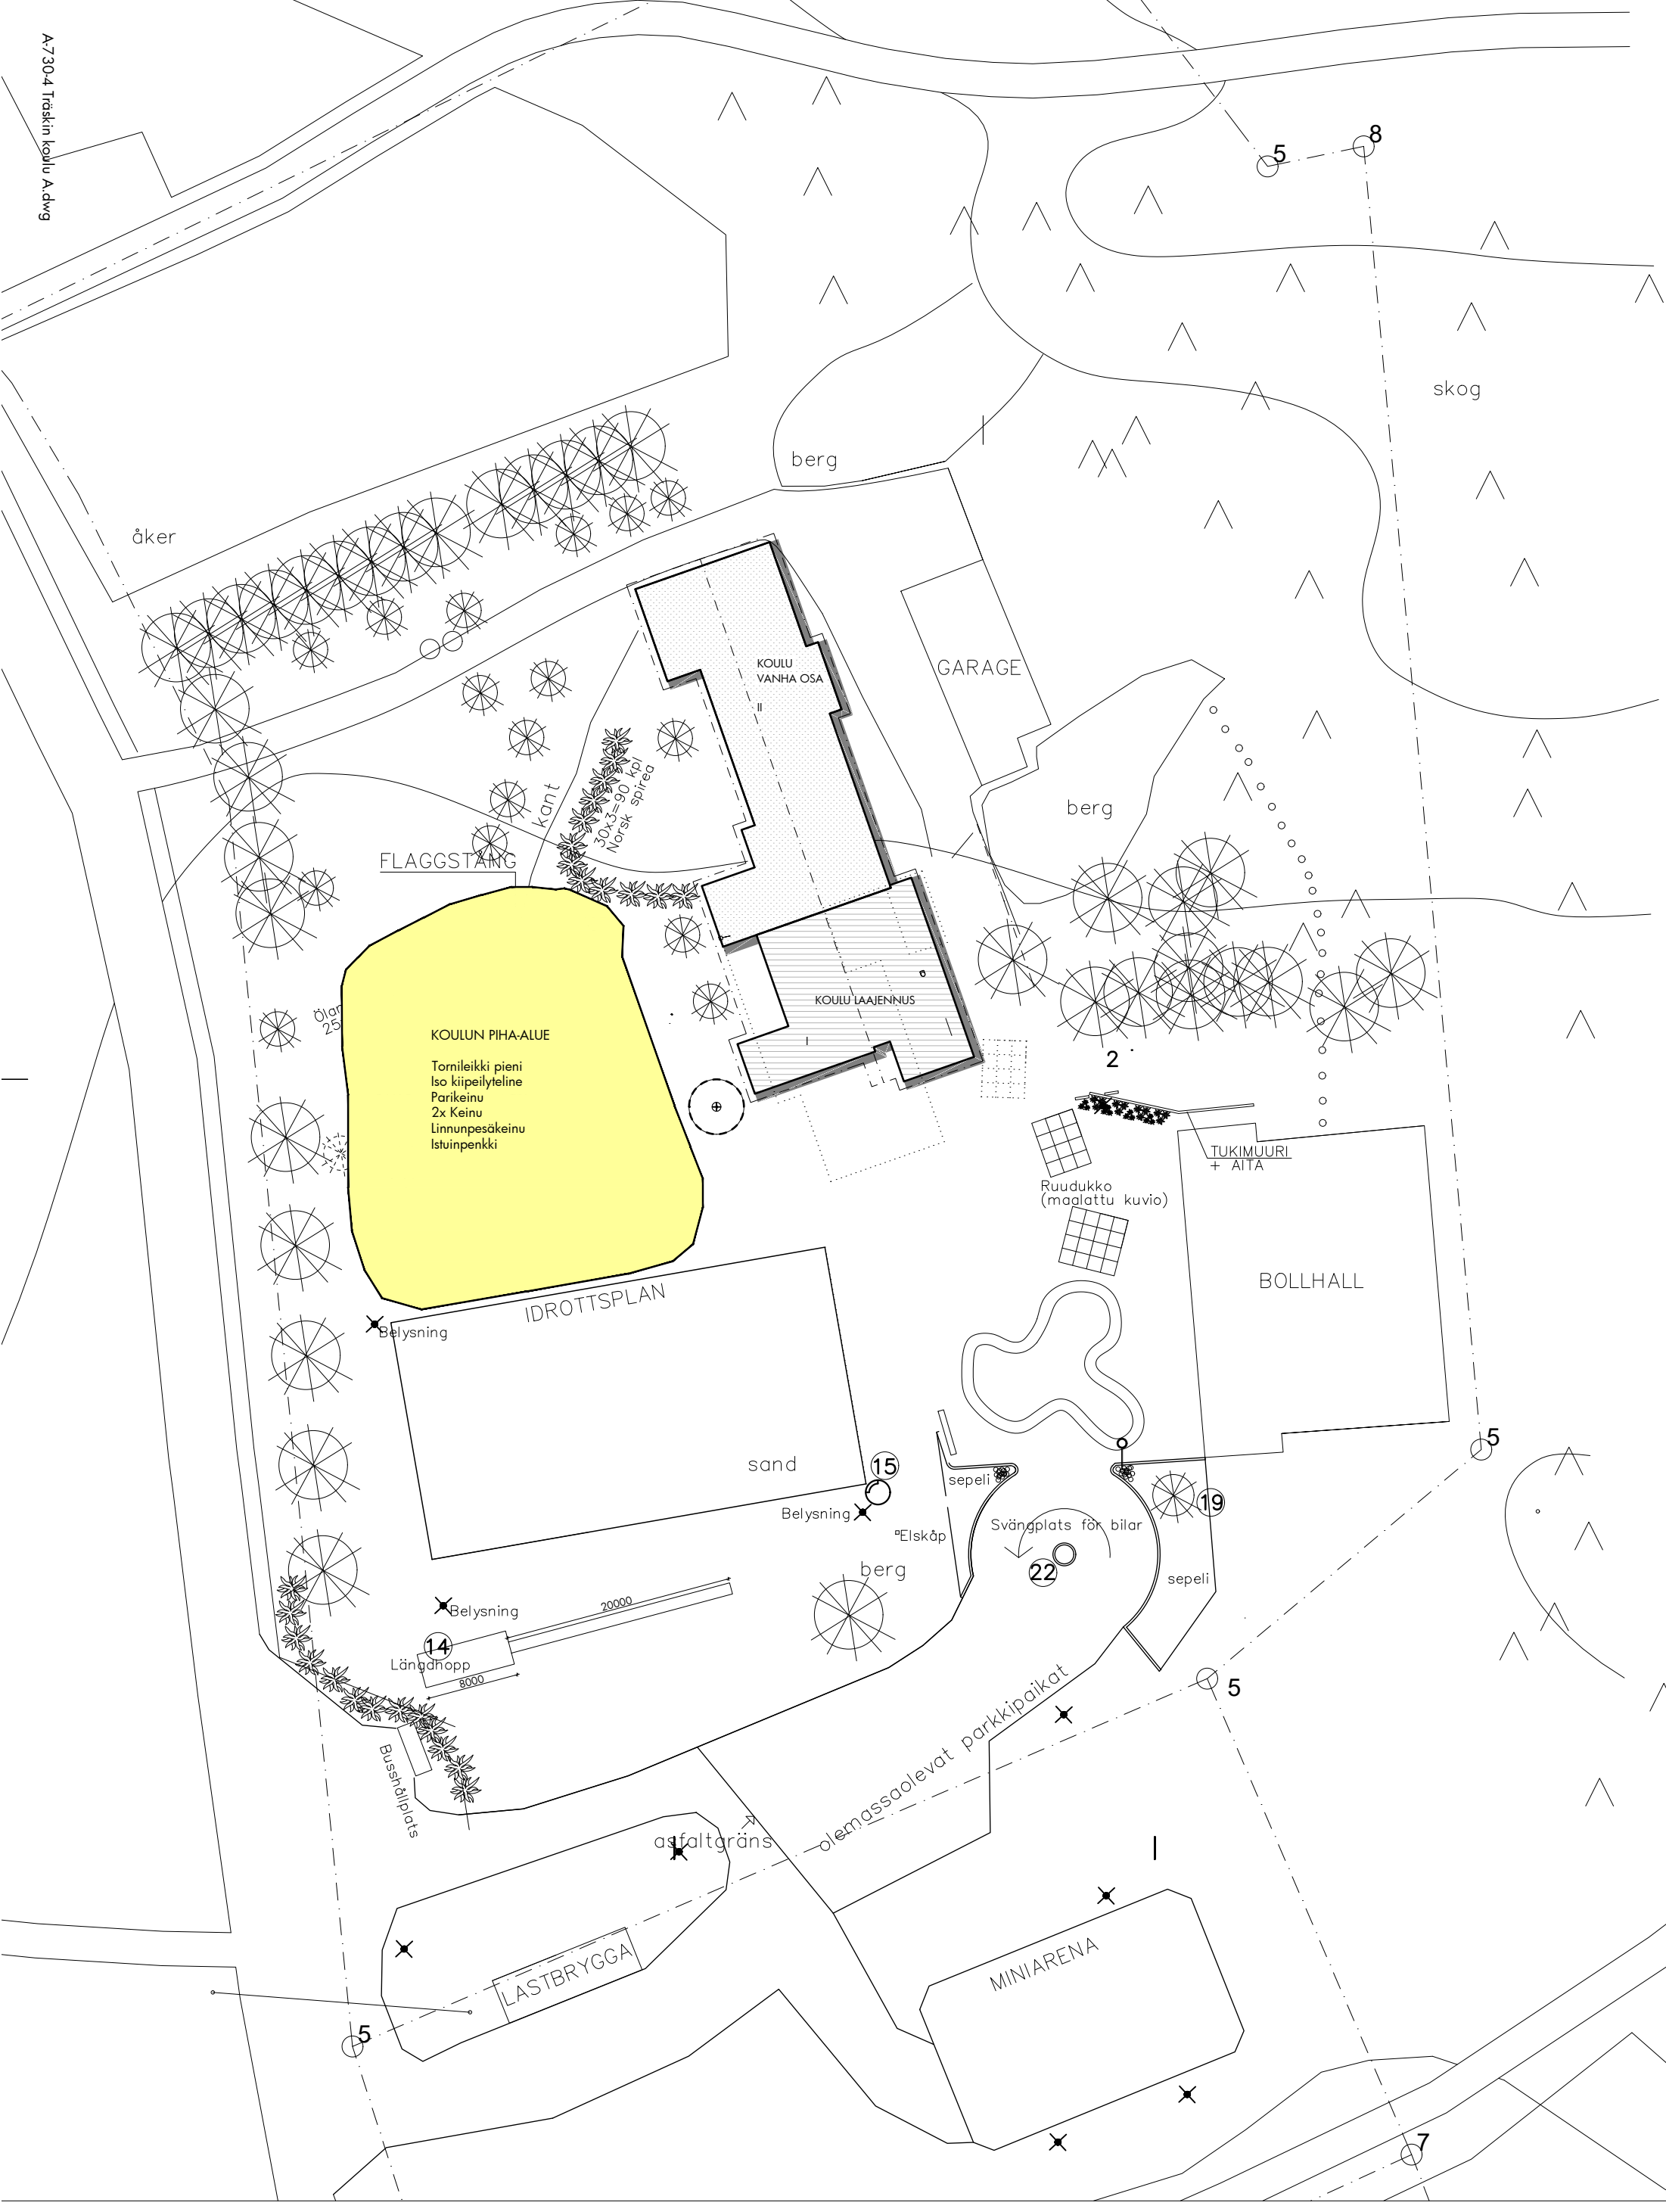 A-730-4 Träskin koulu A.dwg
5
8
skog
berg
åker
KOULU
VANHA OSA
II
GARAGE
kant
30x3=90 kpl
Norsk spirea
berg
FLAGGSTÅNG
KOULU LAAJENNUS
I
25
KOULUN PIHA-ALUE
Tornileikki pieni
Iso kiipeilyteline
Parikeinu
2x Keinu
Linnunpesäkeinu
Istuinpenkki
2
TUKIMUURI
+ AITA
Ruudukko
(maalattu kuvio)
BOLLHALL
IDROTTSPLAN
Belysning
sand
15
Belysning
sepeli
Elskåp
Svängplats för bilar
22
19
sepeli
5
berg
Belysning
20000
14
Längdhopp
8000
5
Busshållplats
olemassaolevat parkkipaikat
asfaltgräns
LASTBRYGGA
MINIARENA
5
7